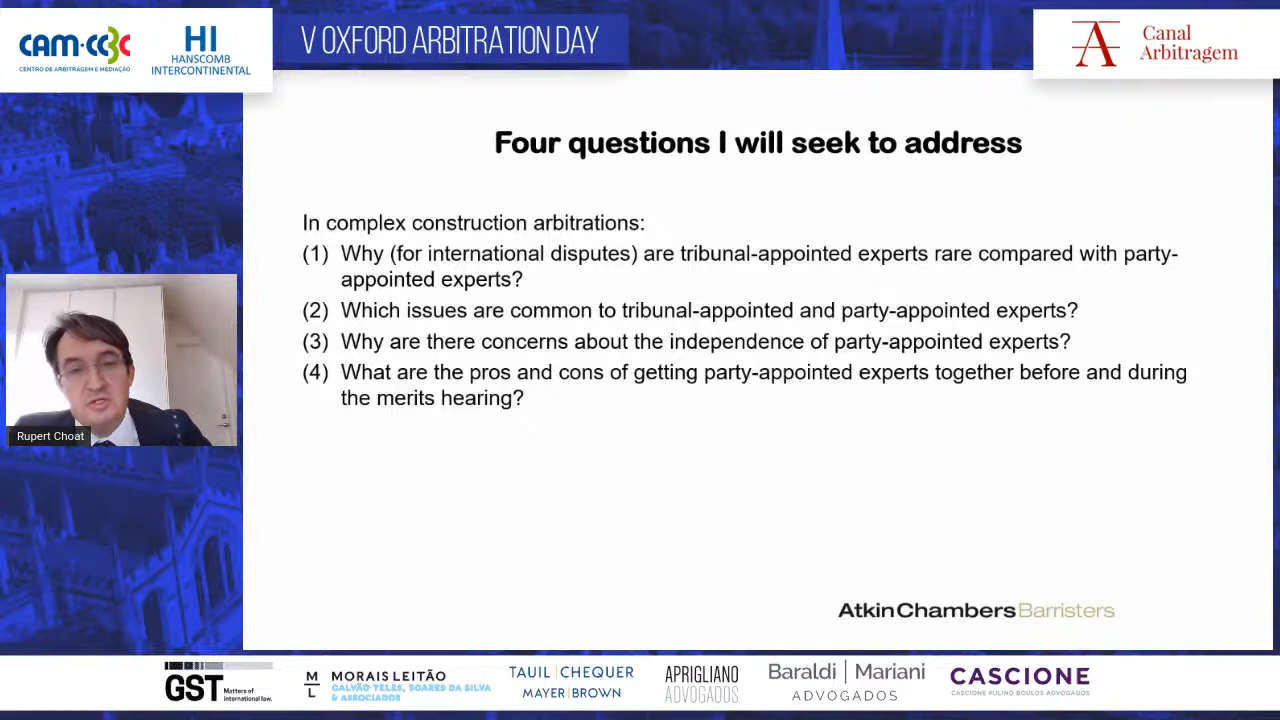 CAM-CCBC
CENTRO DE ARBITRAGEM E MEDIAÇÃO
HI
HANSCOMB
INTERCONTINENTAL
V OXFORD ARBITRATION DAY
Canal
Arbitragem
Four questions I will seek to address
In complex construction arbitrations:
(1) Why (for international disputes) are tribunal-appointed experts rare compared with party-
appointed experts?
(2) Which issues are common to tribunal-appointed and party-appointed experts?
(3) Why are there concerns about the independence of party-appointed experts?
(4) What are the pros and cons of getting party-appointed experts together before and during
the merits hearing?
Rupert Choat
Atkin Chambers Barristers
GST Matters of
international law.
M
L
MORAIS LEITÃO
GALVÃO TELES, SOARES DA SILVA
& ASSOCIADOS
TAUIL | CHEQUER
MAYER | BROWN
APRIGLIANO
ADVOGADOS
Baraldi | Mariani
ADVOGADOS
CASCIONE
CASCIONE PULINO BOULOS ADVOGADOS